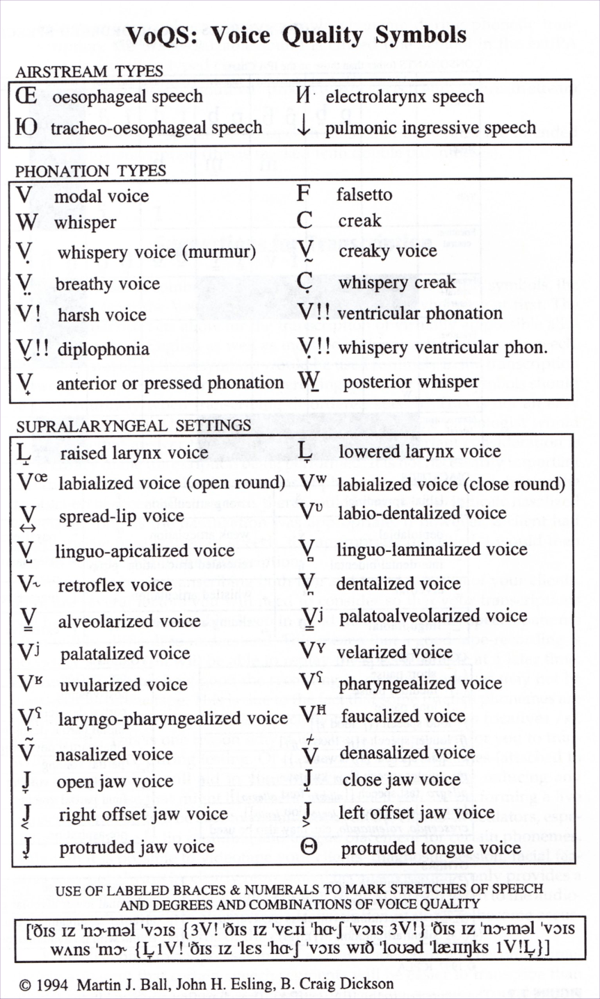 VoQS: Voice Quality Symbols
AIRSTREAM TYPES
Œ oesophageal speech И electrolarynx speech
Ю tracheo-oesophageal speech ↓ pulmonic ingressive speech
PHONATION TYPES
V modal voice F falsetto
W whisper C creak
Ṿ whispery voice (murmur) V̰ creaky voice
V̤ breathy voice C̣ whispery creak
V! harsh voice V!! ventricular phonation
V̬!! diplophonia Ṿ!! whispery ventricular phon.
V̟ anterior or pressed phonation W̠ posterior whisper
SUPRALARYNGEAL SETTINGS
L̝ raised larynx voice L̞ lowered larynx voice
Vꟹ labialized voice (open round) Vʷ labialized voice (close round)
V͍ spread-lip voice Vᶹ labio-dentalized voice
V̺ linguo-apicalized voice V̻ linguo-laminalized voice
V˞ retroflex voice V̪ dentalized voice
V͇ alveolarized voice V͇ʲ palatoalveolarized voice
Vʲ palatalized voice Vˠ velarized voice
Vʶ uvularized voice Vˤ pharyngealized voice
V̙ˤ laryngo-pharyngealized voice Vꟸ faucalized voice
Ṽ nasalized voice V͊ denasalized voice
J̞ open jaw voice J̝ close jaw voice
J͔ right offset jaw voice J͕ left offset jaw voice
J̟ protruded jaw voice Θ protruded tongue voice
USE OF LABELED BRACES & NUMERALS TO MARK STRETCHES OF SPEECH
AND DEGREES AND COMBINATIONS OF VOICE QUALITY
[ˈðɪs ɪz ˈnɔ˞məl ˈvɔɪs {3V! ˈðɪs ɪz ˈvɛɹi ˈhɑ˞ʃ ˈvɔɪs 3V!} ˈðɪs ɪz ˈnɔ˞məl ˈvɔɪs
wʌns ˈmɔ˞ {L̞1V! ˈðɪs ɪz ˈlɛs ˈhɑ˞ʃ ˈvɔɪs wɪð ˈloʊəd ˈlæɹɪŋks 1V!L̞}]
© 1994 Martin J. Ball, John H. Esling, B. Craig Dickson